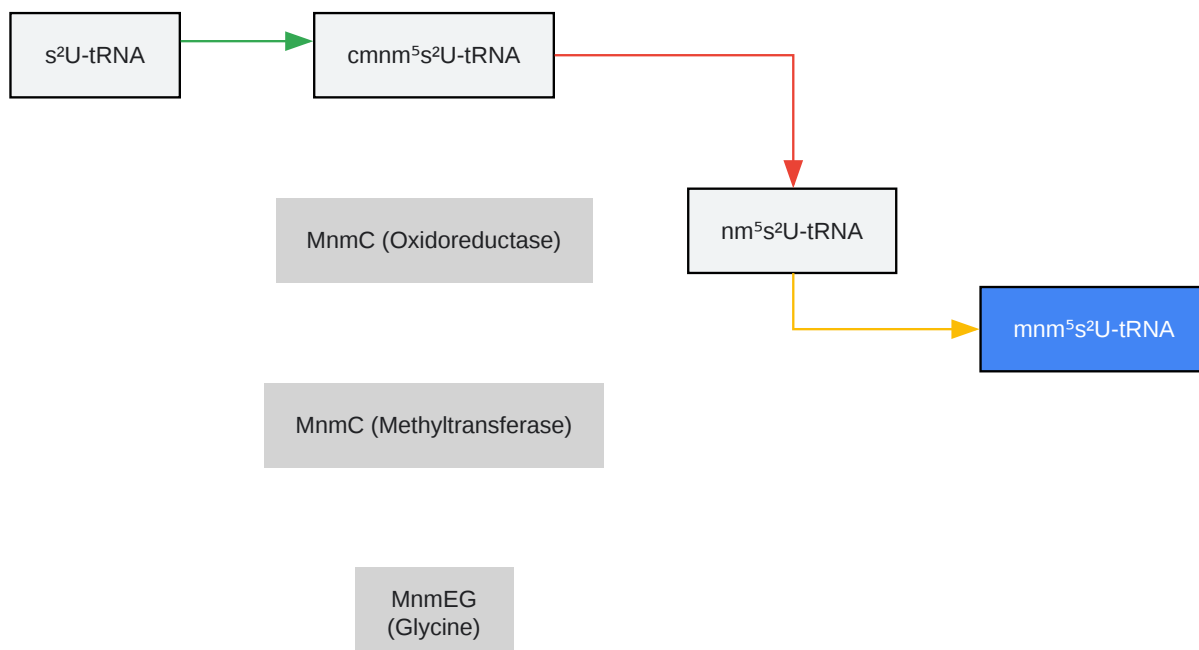 s²U-tRNA
cmnm⁵s²U-tRNA
nm⁵s²U-tRNA
MnmC (Oxidoreductase)
mnm⁵s²U-tRNA
MnmC (Methyltransferase)
MnmEG
(Glycine)